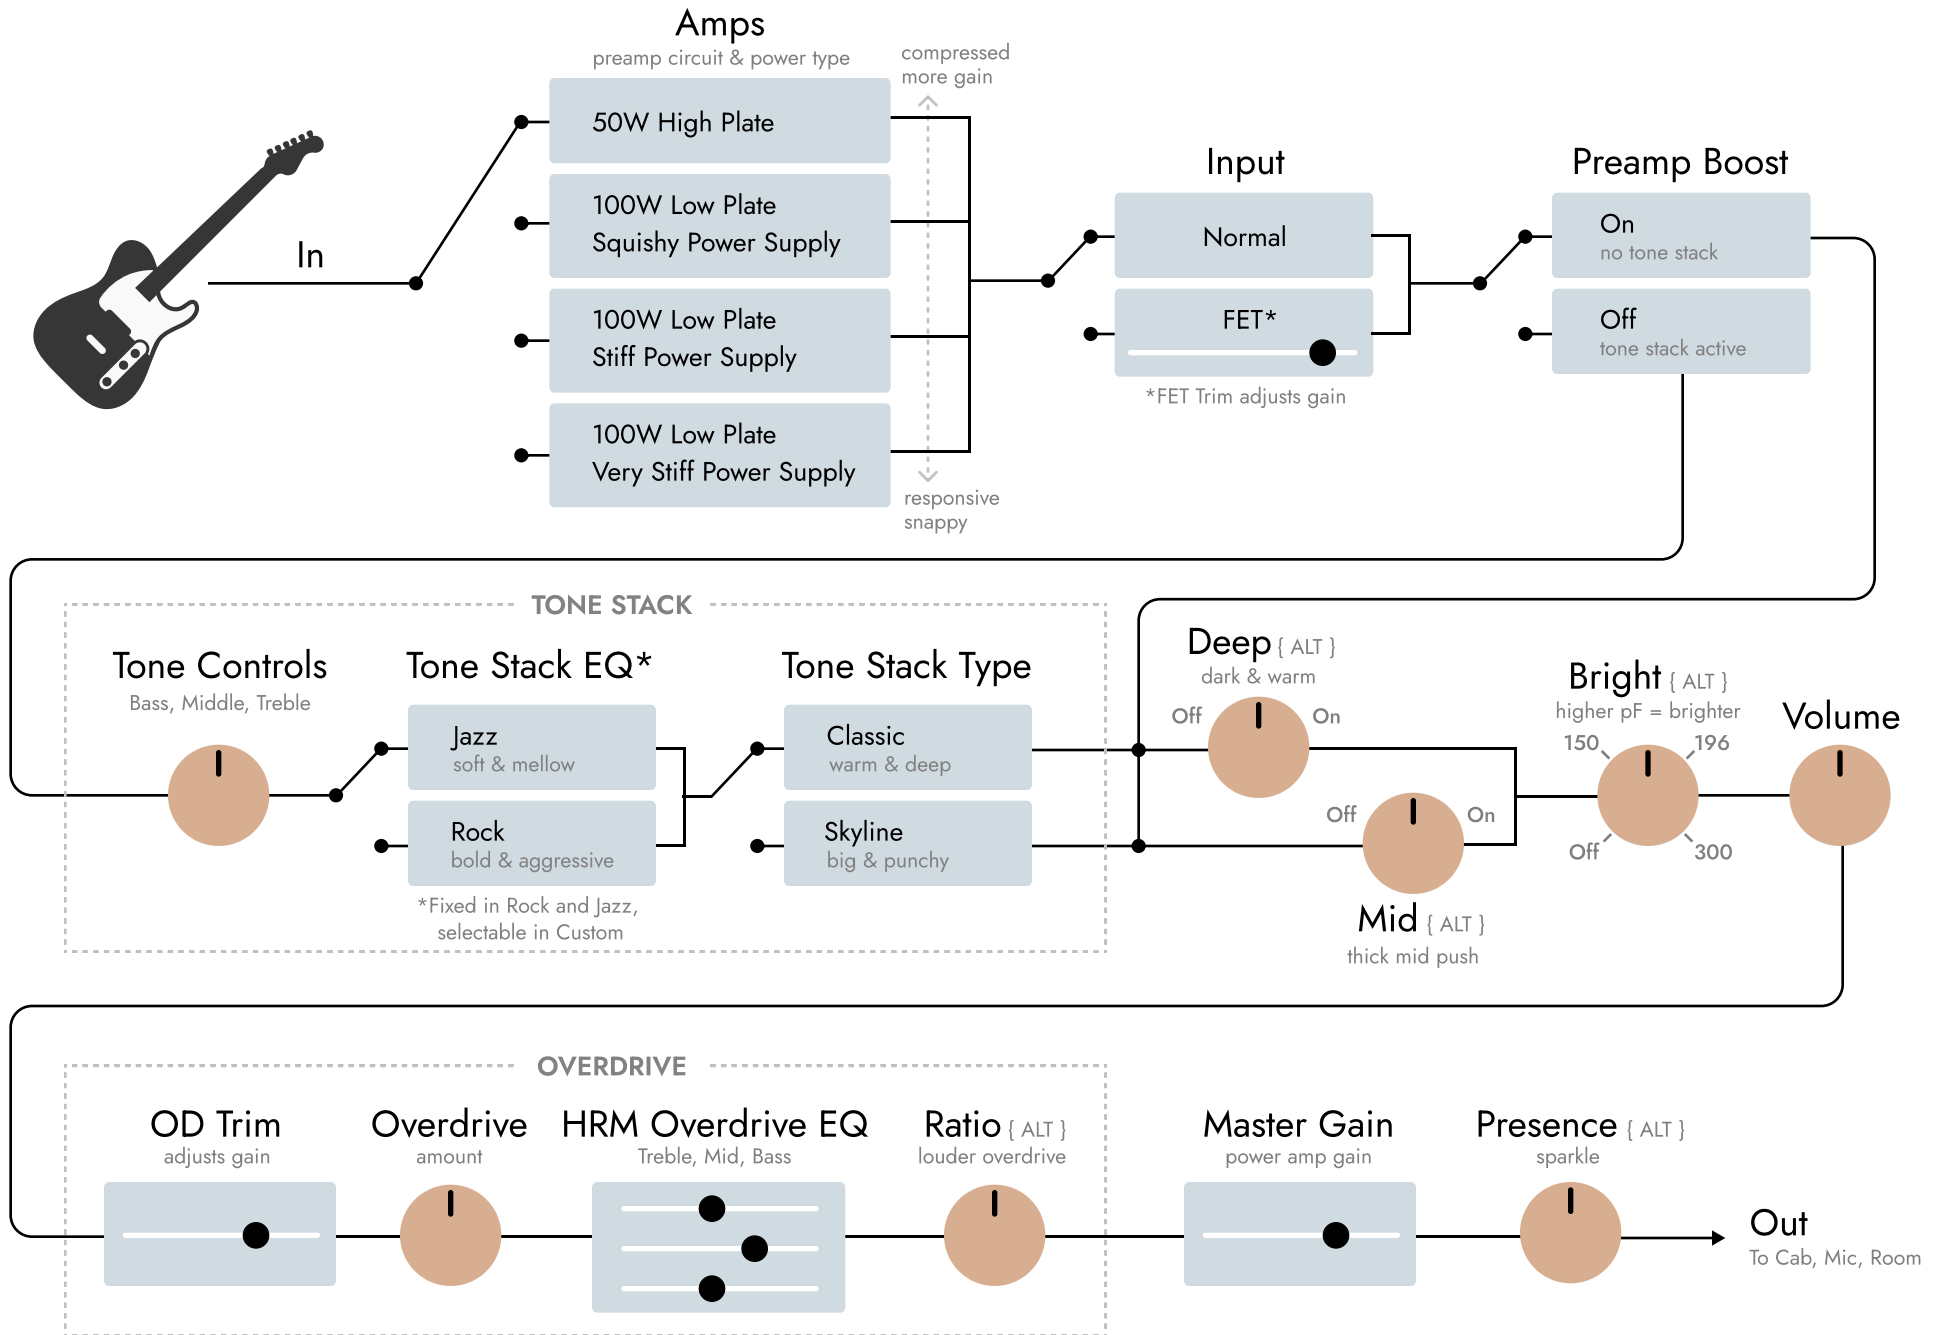 Amps
preamp circuit & power type
compressed
more gain
50W High Plate
100W Low Plate
Squishy Power Supply
100W Low Plate
Stiff Power Supply
100W Low Plate
Very Stiff Power Supply
responsive
snappy
In
Input
Normal
FET*
*FET Trim adjusts gain
Preamp Boost
On
no tone stack
Off
tone stack active
TONE STACK
Tone Controls
Bass, Middle, Treble
Tone Stack EQ*
Jazz
soft & mellow
Rock
bold & aggressive
*Fixed in Rock and Jazz,
selectable in Custom
Tone Stack Type
Classic
warm & deep
Skyline
big & punchy
Deep { ALT }
dark & warm
Off On
Off On
Mid { ALT }
thick mid push
Bright { ALT }
higher pF = brighter
150 196
Off 300
Volume
OVERDRIVE
OD Trim
adjusts gain
Overdrive
amount
HRM Overdrive EQ
Treble, Mid, Bass
Ratio { ALT }
louder overdrive
Master Gain
power amp gain
Presence { ALT }
sparkle
Out
To Cab, Mic, Room